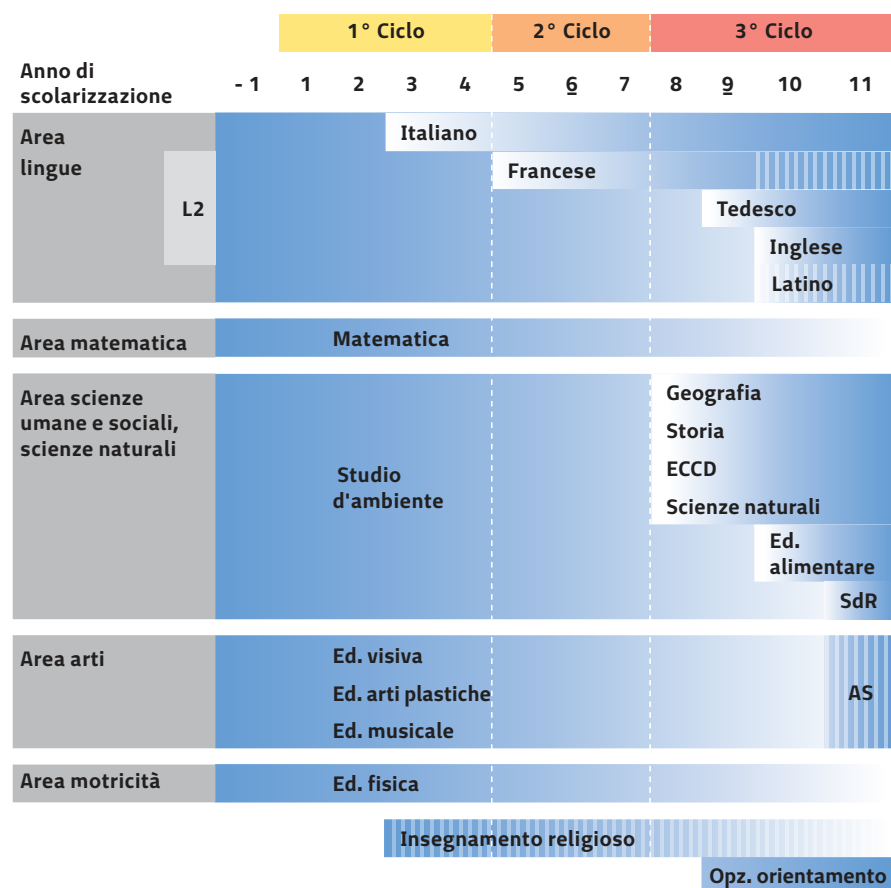 1° Ciclo
2° Ciclo
3° Ciclo
Anno di
scolarizzazione
- 1 1 2 3 4 5 6 7 8 9 10 11
Area
lingue
Italiano
Francese
L2
Tedesco
Inglese
Latino
Area matematica
Matematica
Area scienze
umane e sociali,
scienze naturali
Studio
d'ambiente
Geografia
Storia
ECCD
Scienze naturali
Ed.
alimentare
SdR
Area arti
Ed. visiva
Ed. arti plastiche
Ed. musicale
AS
Area motricità
Ed. fisica
Insegnamento religioso
Opz. orientamento